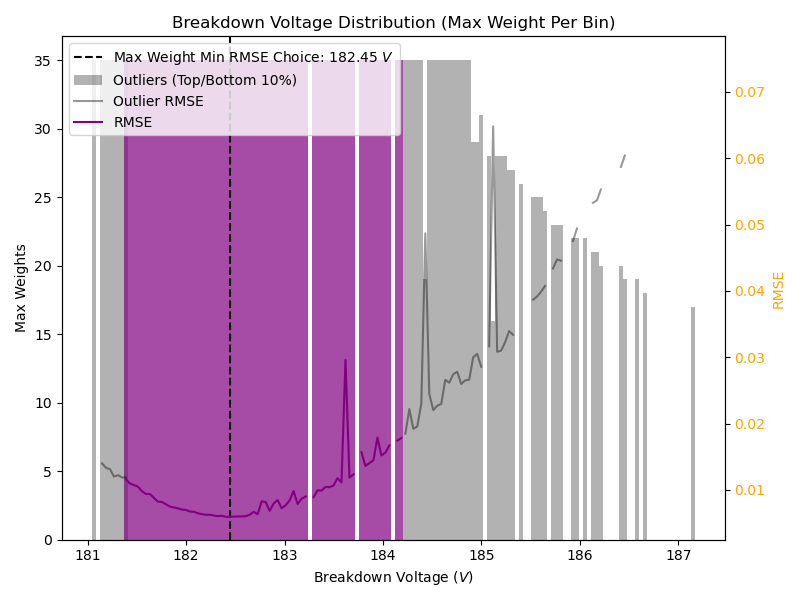 Breakdown Voltage Distribution (Max Weight Per Bin)
Max Weight Min RMSE Choice: 182.45 V
Outliers (Top/Bottom 10%)
Outlier RMSE
RMSE
Max Weights
35
30
25
20
15
10
5
0
0.07
0.06
0.05
0.04
0.03
0.02
0.01
RMSE
181 182 183 184 185 186 187
Breakdown Voltage (V)